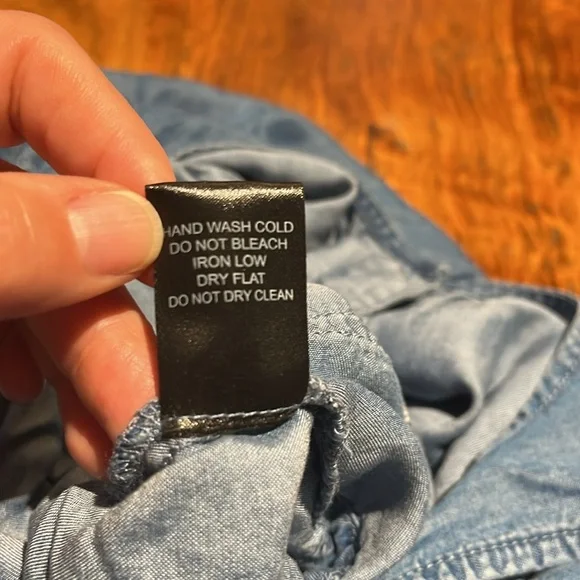 HAND WASH COLD
DO NOT BLEACH
IRON LOW
DRY FLAT
DO NOT DRY CLEAN